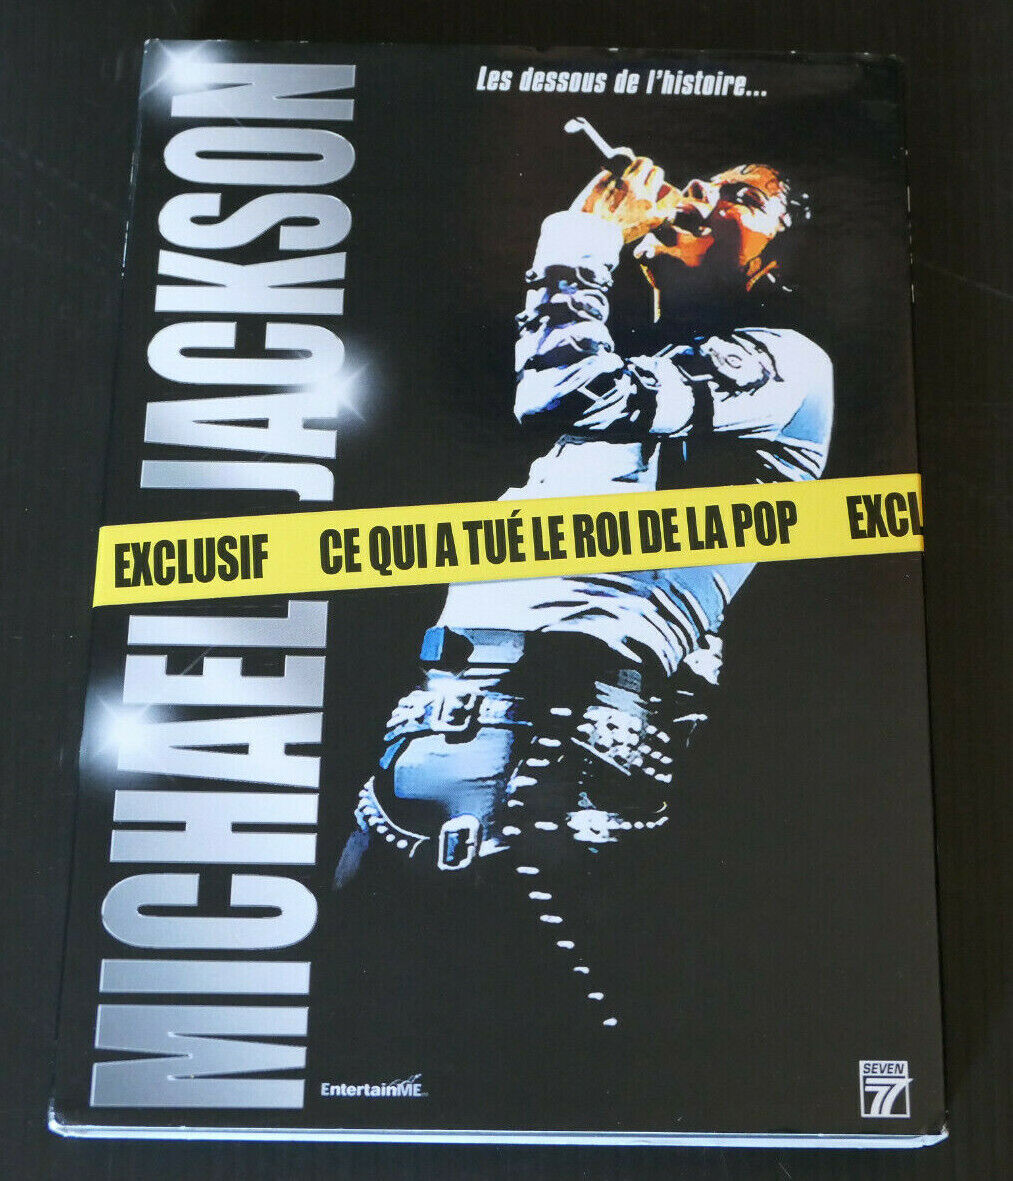 Les dessous de l'histoire...
MICHAEL JACKSON
EXCLUSIF CE QUI A TUÉ LE ROI DE LA POP EXCL
EntertainME
SEVEN
7